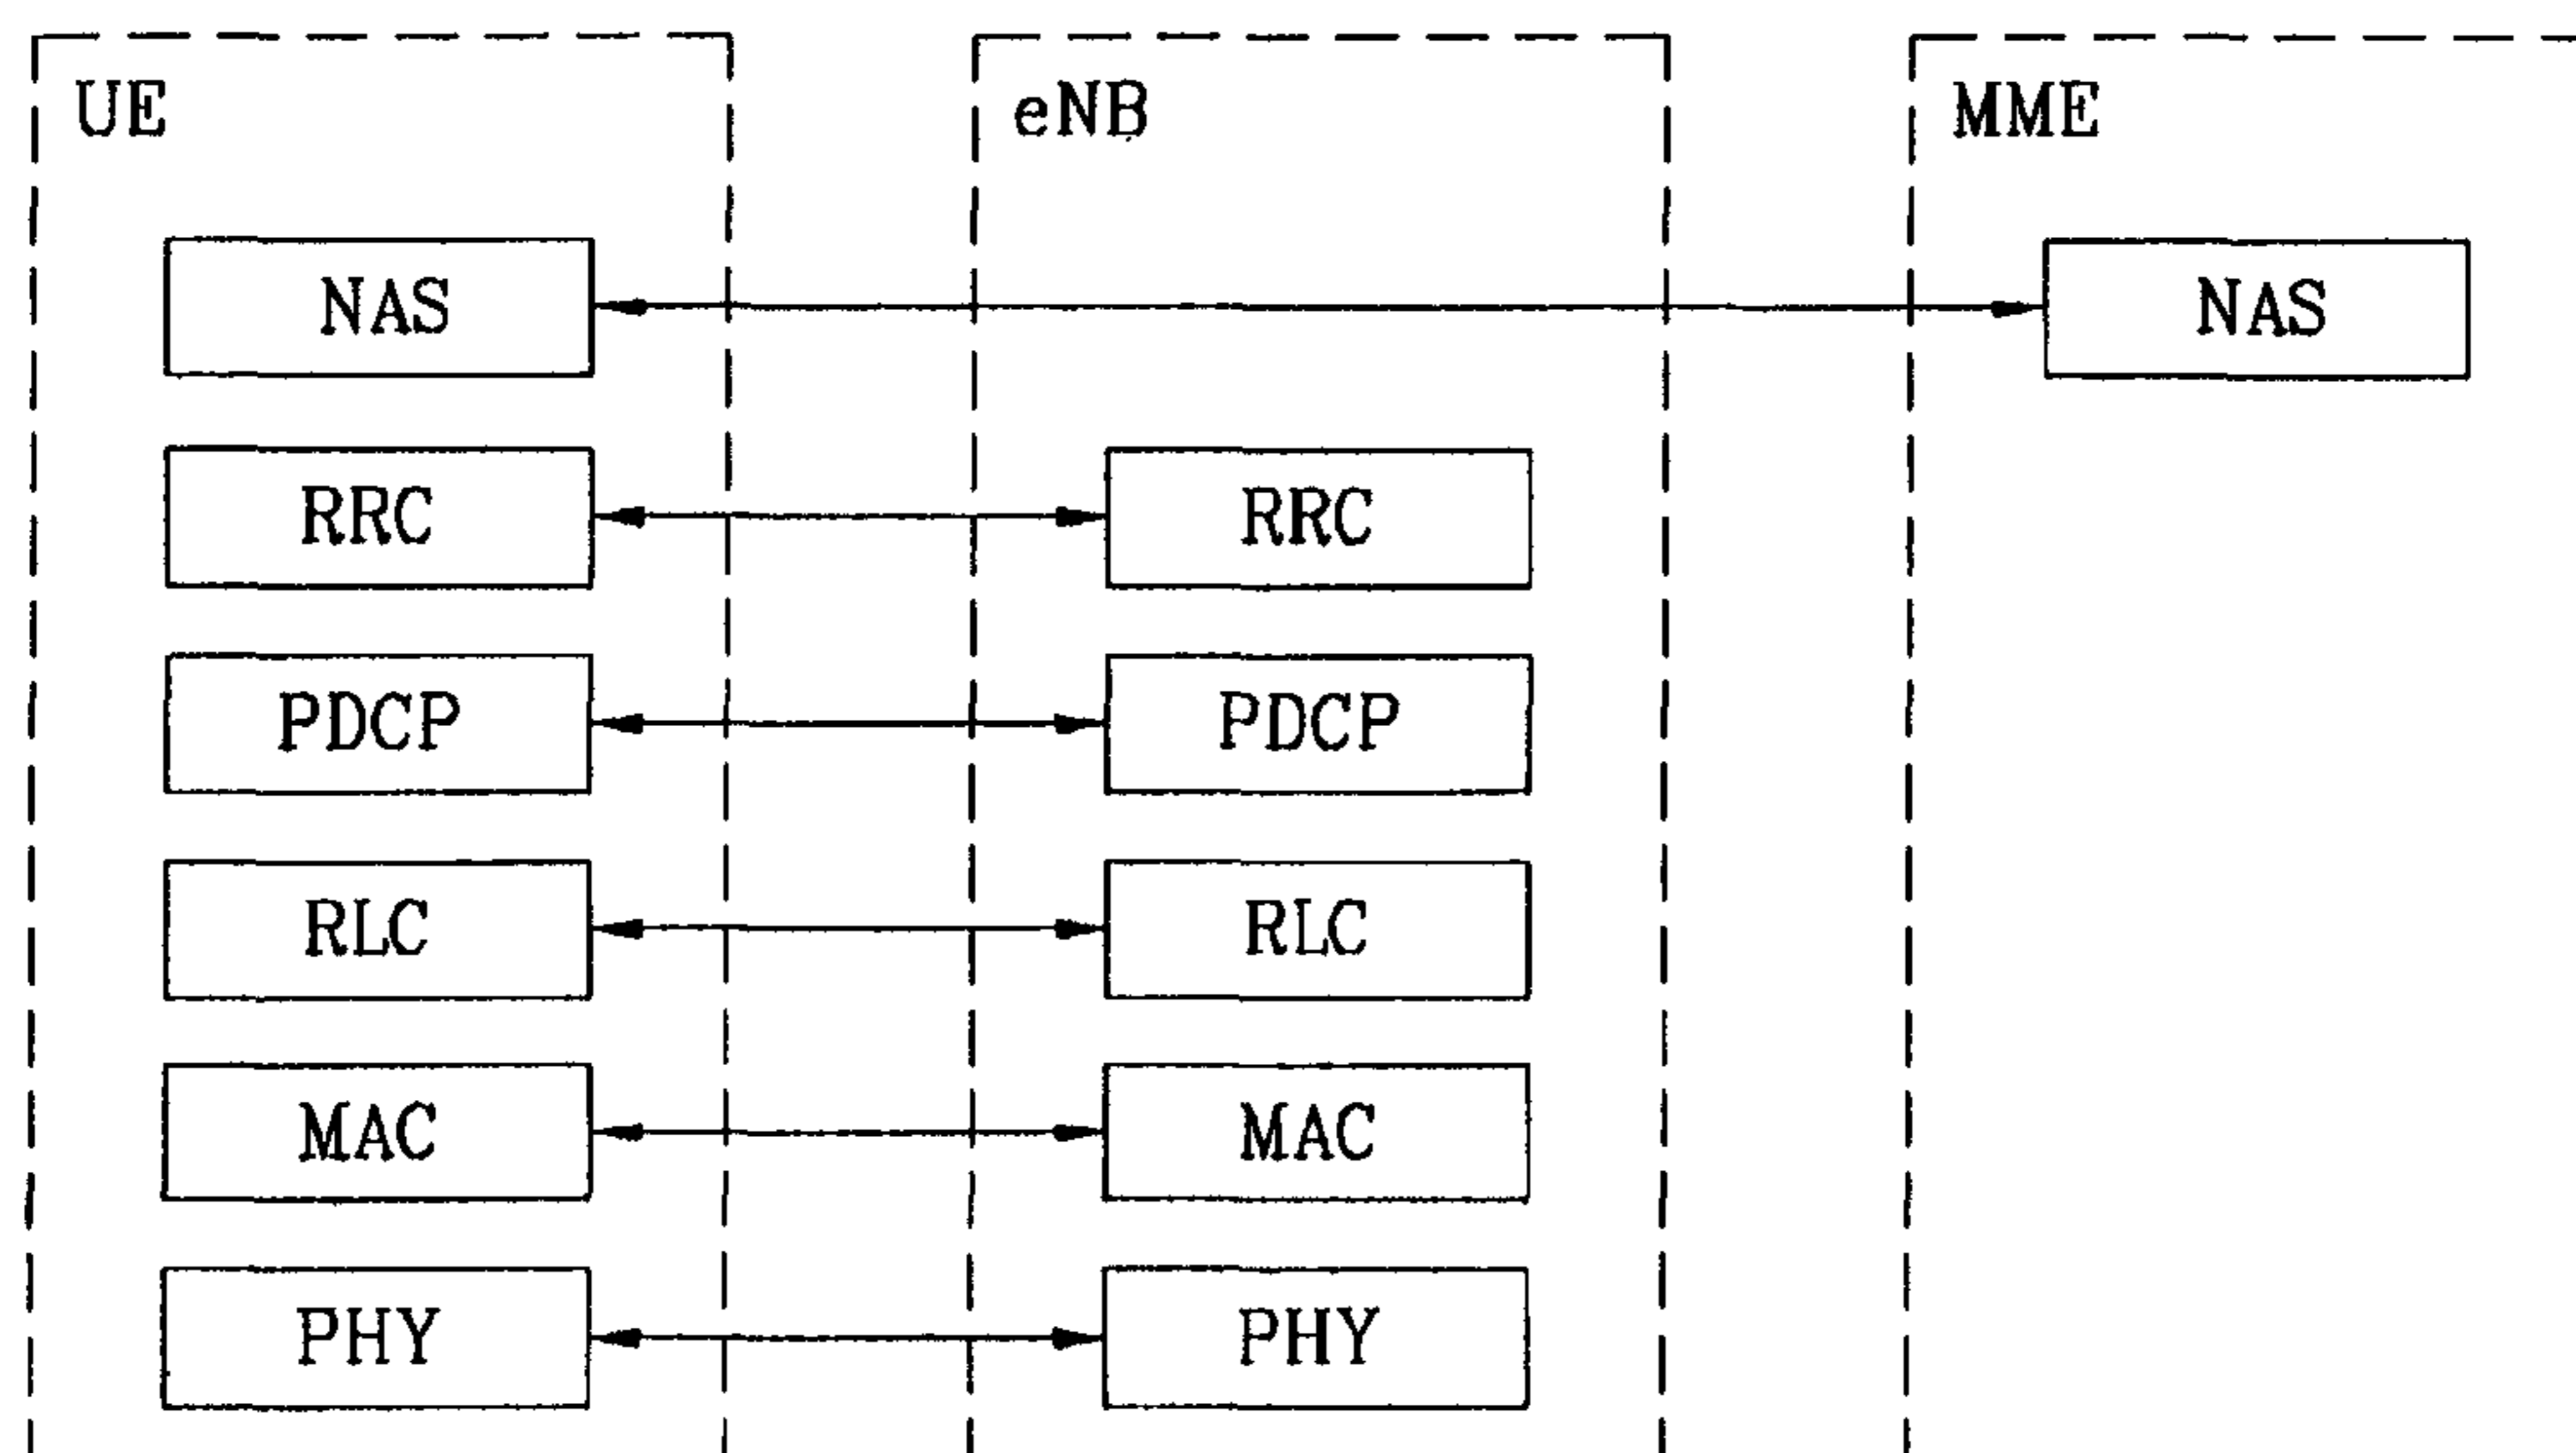 UE
eNB
MME
NAS
NAS
RRC
RRC
PDCP
PDCP
RLC
RLC
MAC
MAC
PHY
PHY